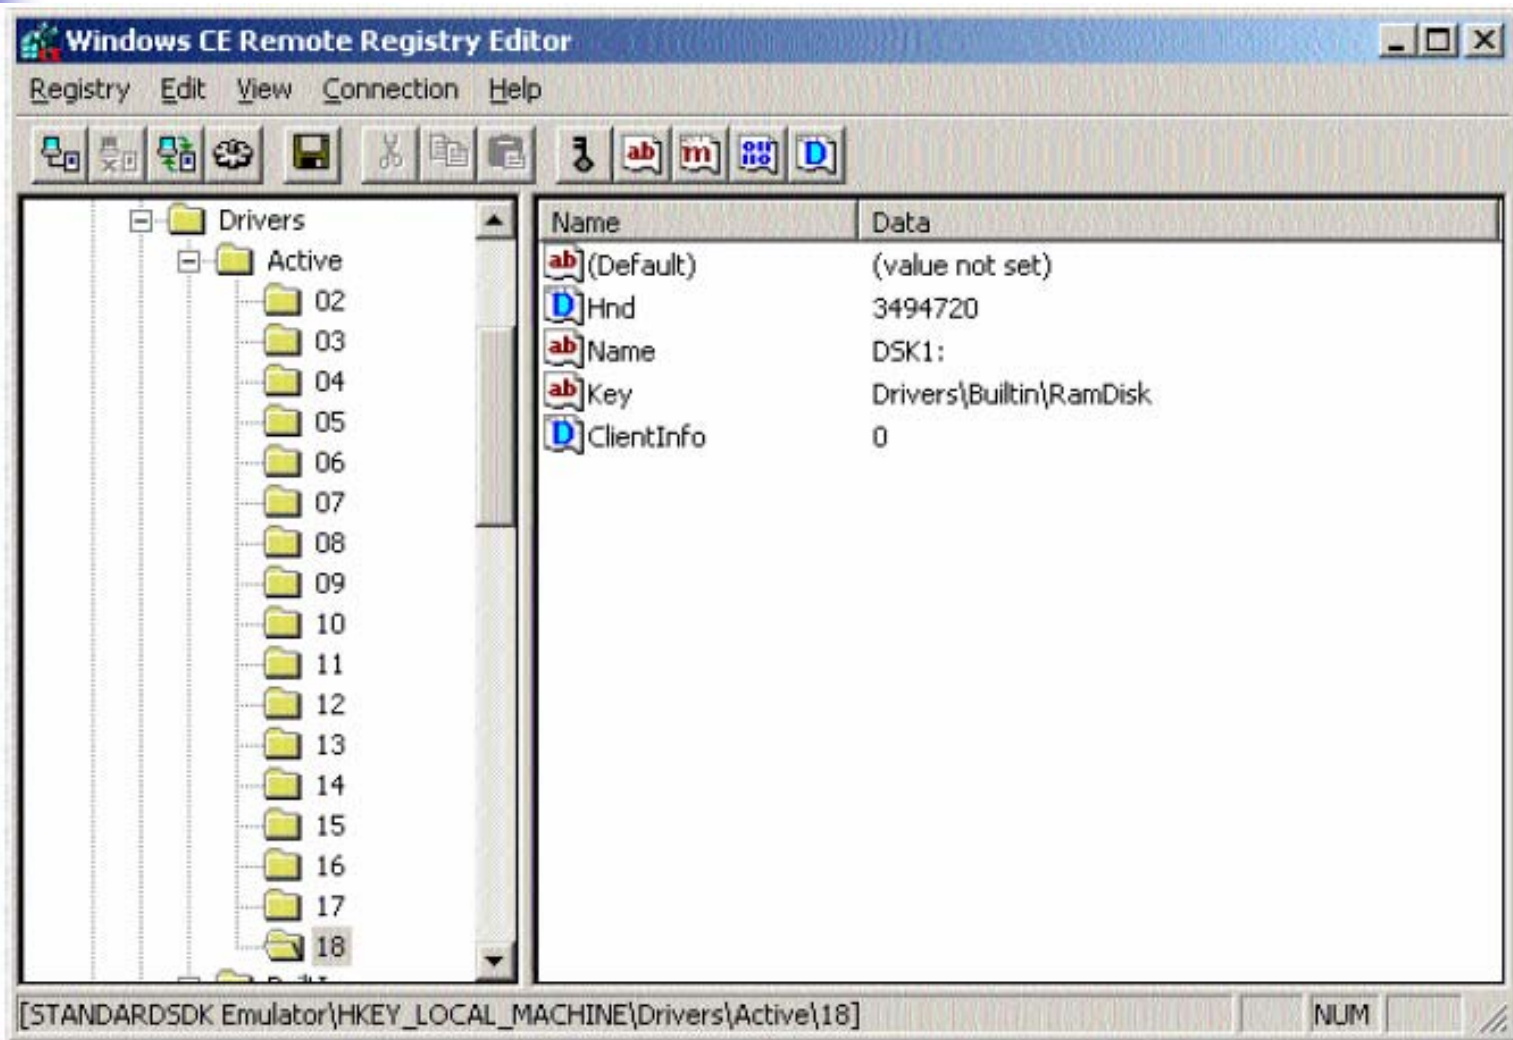 Windows CE Remote Registry Editor
Registry Edit View Connection Help
Drivers
Active
02
03
04
05
06
07
08
09
10
11
12
13
14
15
16
17
18
Name Data
(Default) (value not set)
Hnd 3494720
Name DSK1:
Key Drivers\Builtin\RamDisk
ClientInfo 0
[STANDARDSDK Emulator\HKEY_LOCAL_MACHINE\Drivers\Active\18] NUM